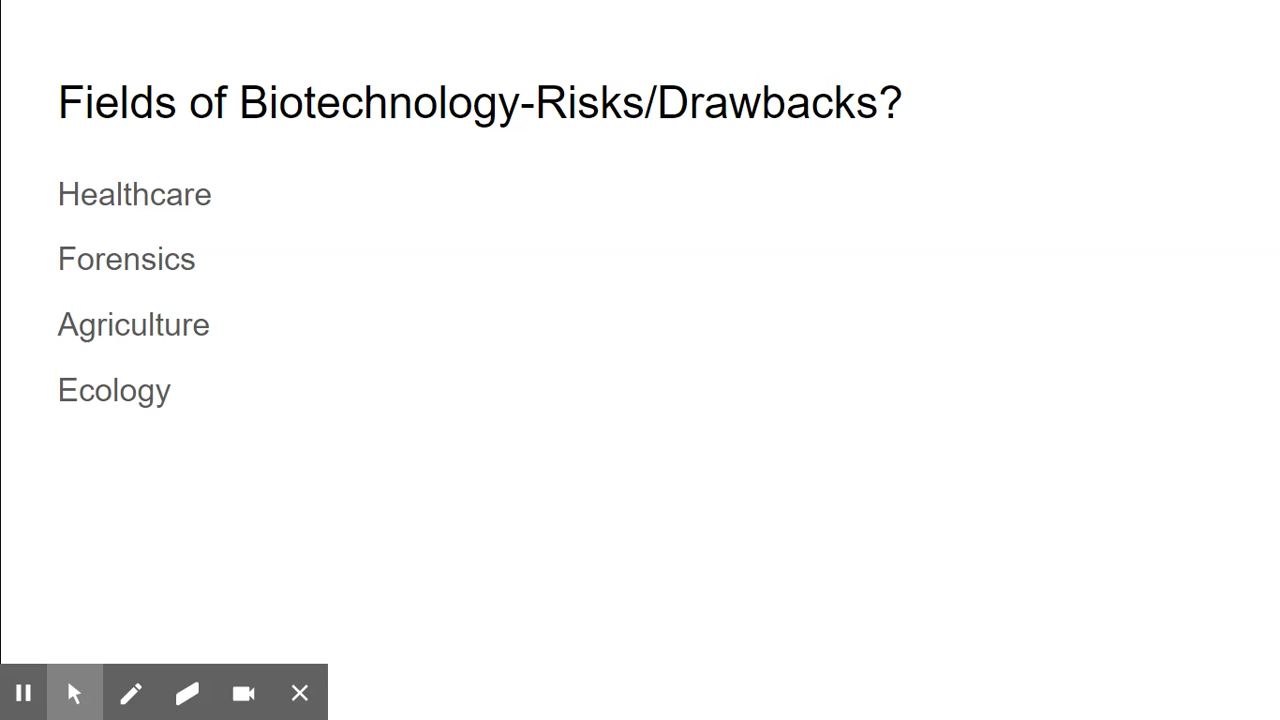 Fields of Biotechnology-Risks/Drawbacks?
Healthcare
Forensics
Agriculture
Ecology